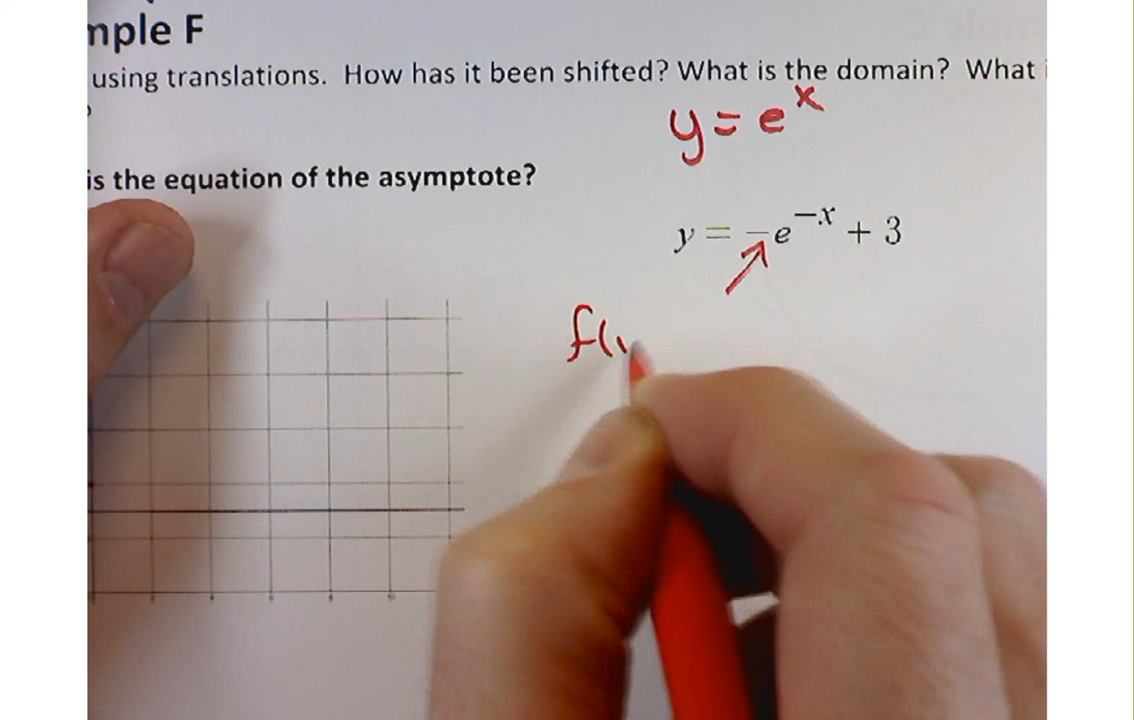 mple F
using translations. How has it been shifted? What is the domain? What
y = e^x
is the equation of the asymptote?
y = -e^{-x} + 3
f(